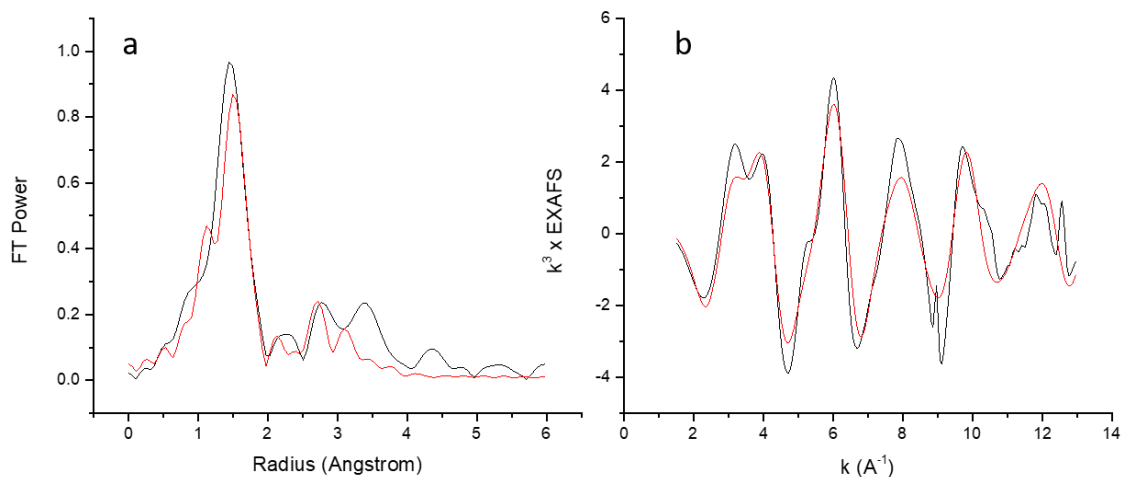 a
FT Power
1.0
0.8
0.6
0.4
0.2
0.0
0 1 2 3 4 5 6
Radius (Angstrom)
b
k³ x EXAFS
6
4
2
0
-2
-4
0 2 4 6 8 10 12 14
k (A⁻¹)